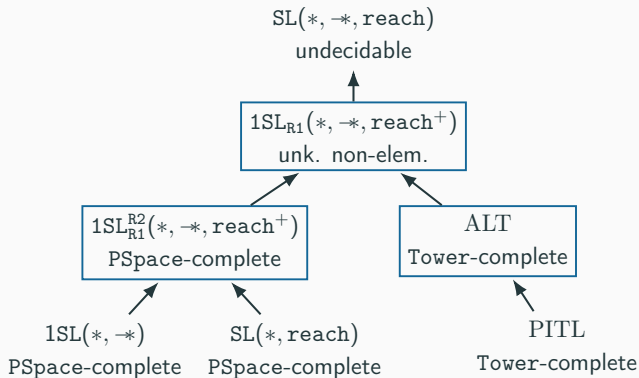 SL(∗, −∗, reach)
undecidable
1SL_R1(∗, −∗, reach⁺)
unk. non-elem.
1SL^R2_R1(∗, −∗, reach⁺)
PSpace-complete
ALT
Tower-complete
1SL(∗, −∗)
PSpace-complete
SL(∗, reach)
PSpace-complete
PITL
Tower-complete